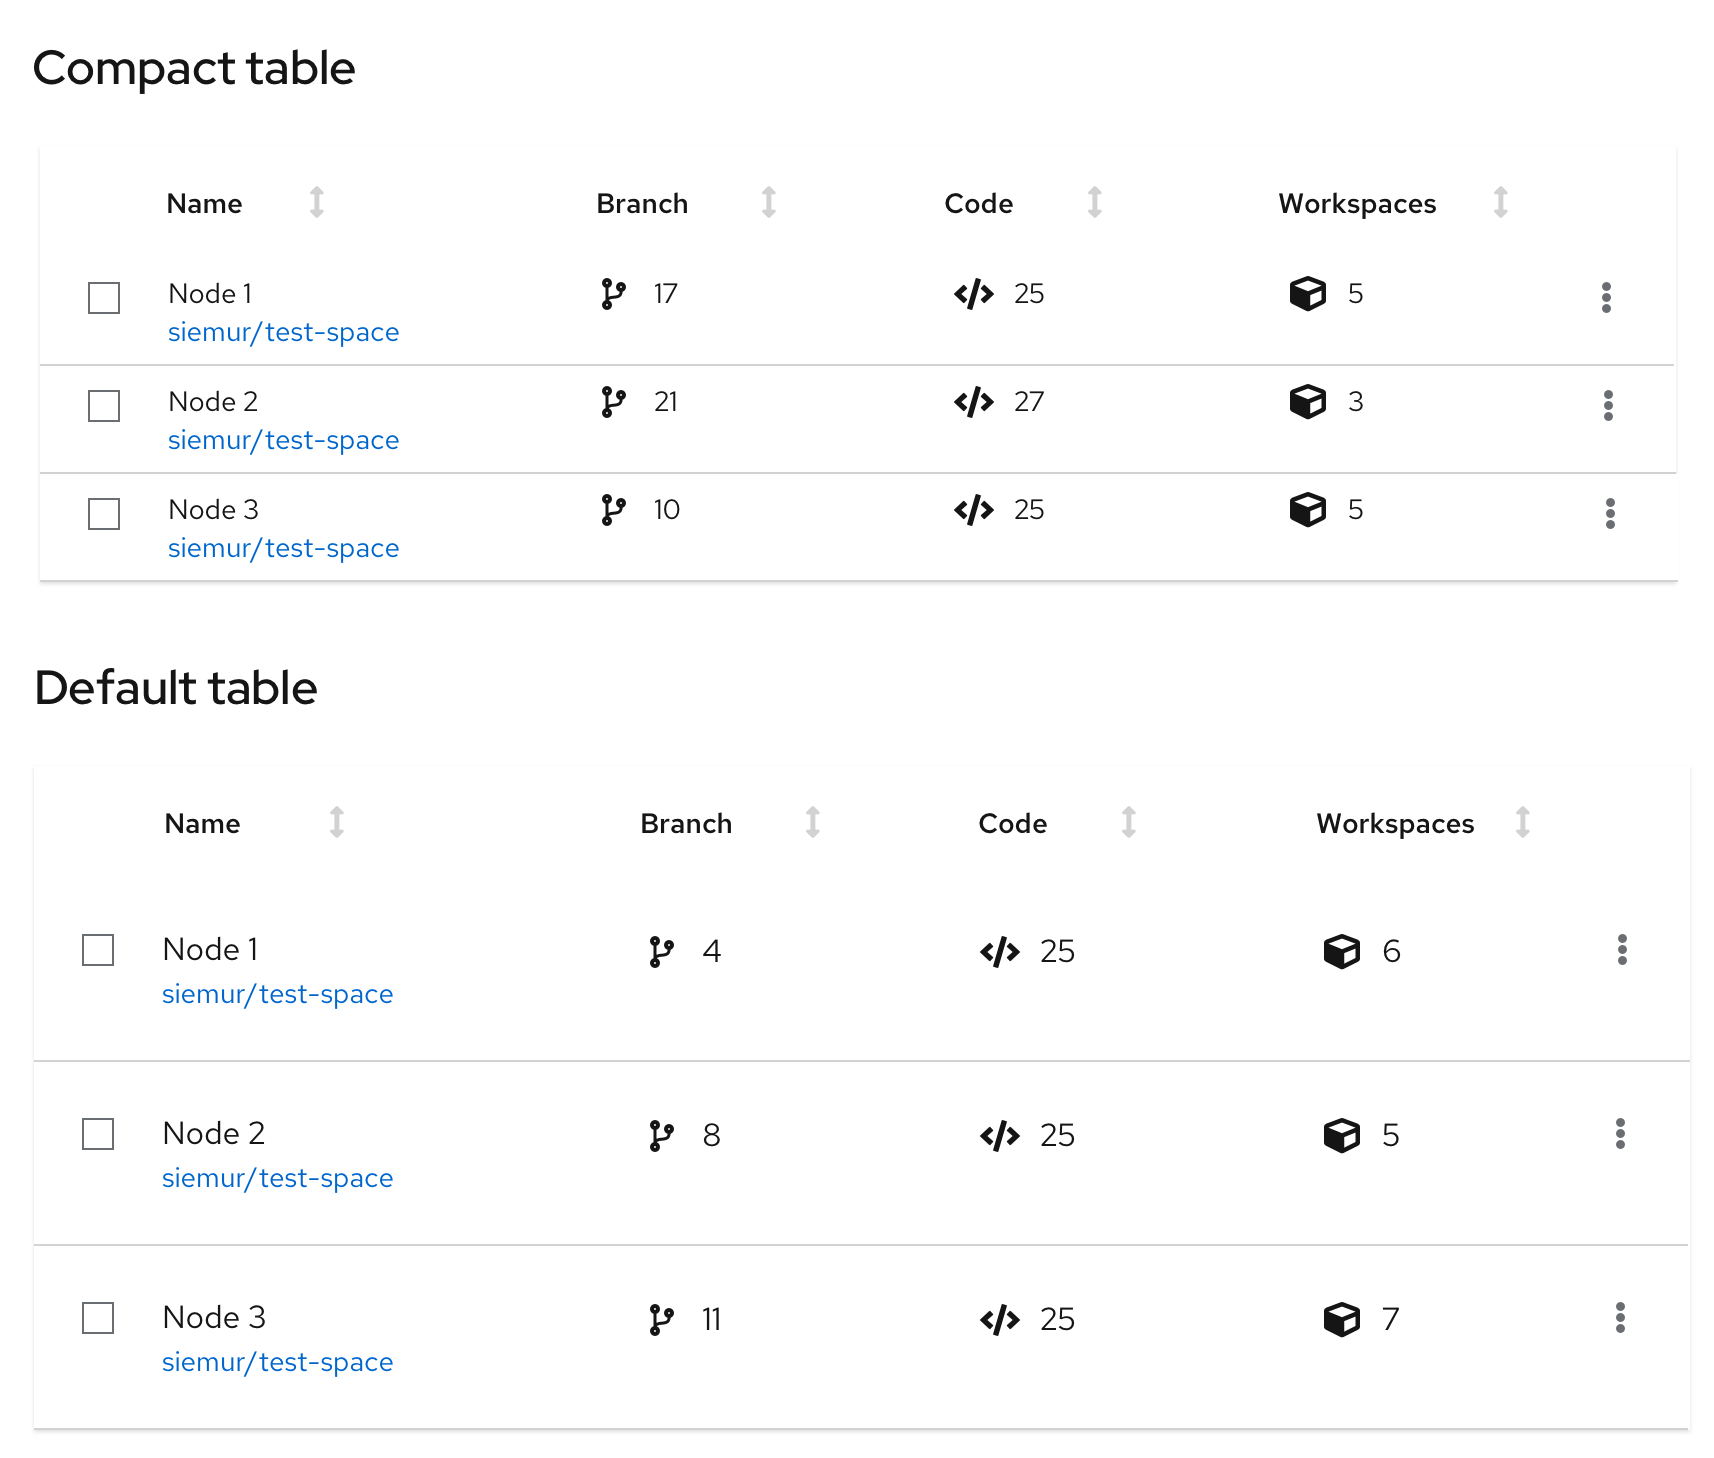 Compact table
Name Branch Code Workspaces
Node 1 17 25 5
siemur/test-space
Node 2 21 27 3
siemur/test-space
Node 3 10 25 5
siemur/test-space
Default table
Name Branch Code Workspaces
Node 1 4 25 6
siemur/test-space
Node 2 8 25 5
siemur/test-space
Node 3 11 25 7
siemur/test-space